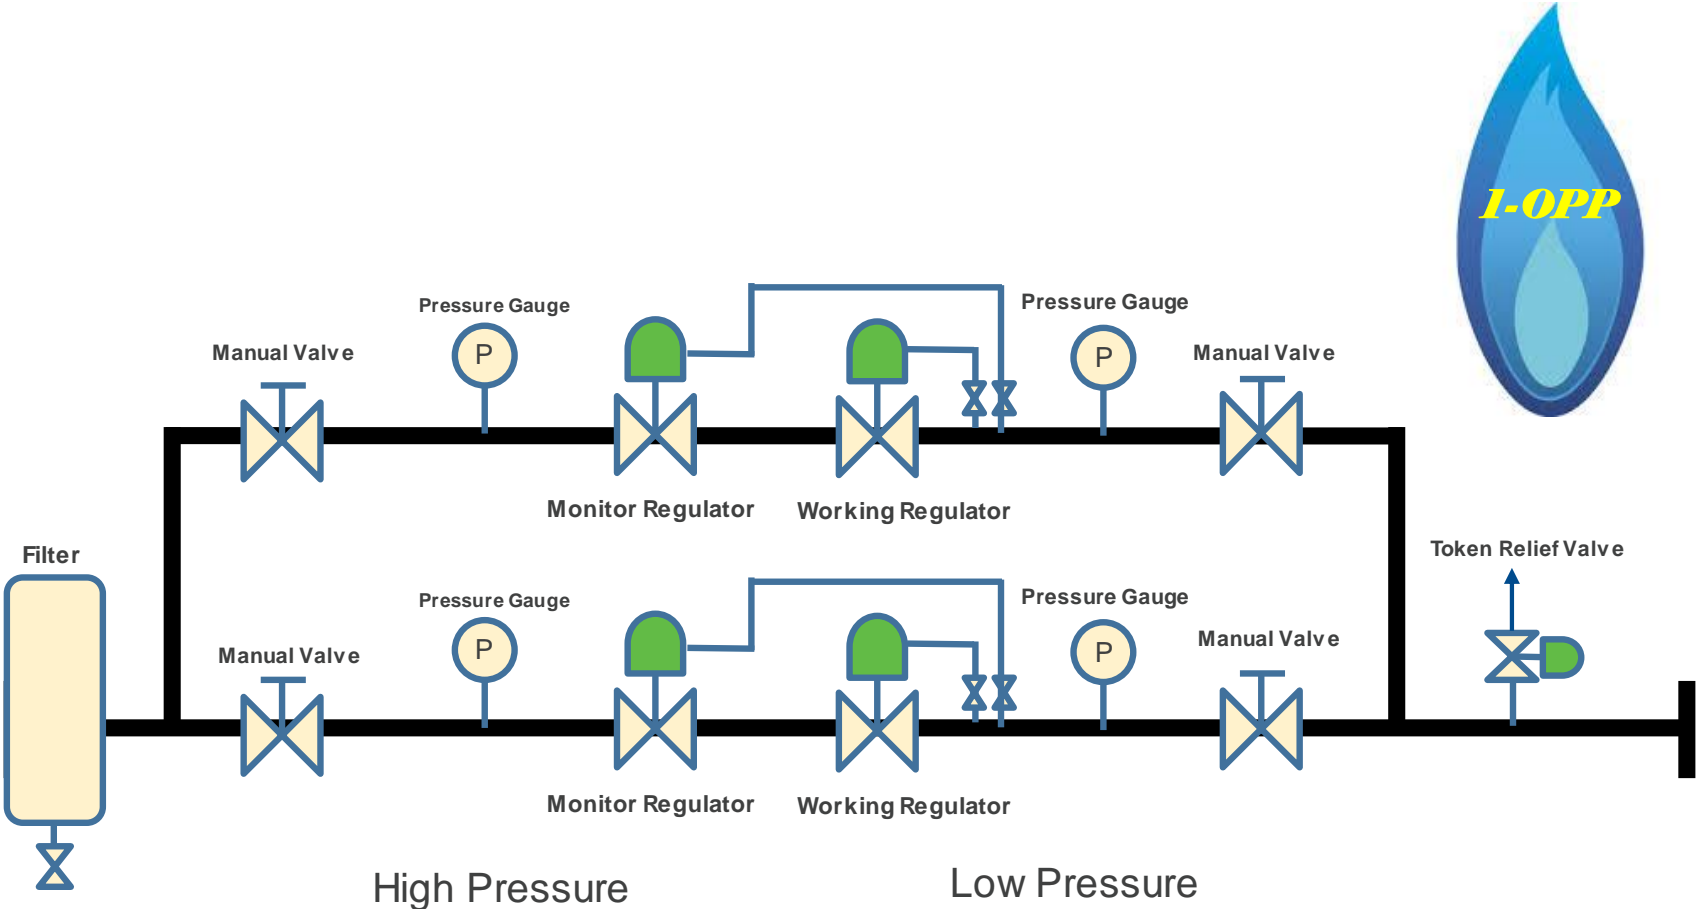 1-OPP
Pressure Gauge
Pressure Gauge
Manual Valve
P
P
Manual Valve
Monitor Regulator
Working Regulator
Filter
Token Relief Valve
Pressure Gauge
Pressure Gauge
Manual Valve
P
P
Manual Valve
Monitor Regulator
Working Regulator
High Pressure
Low Pressure